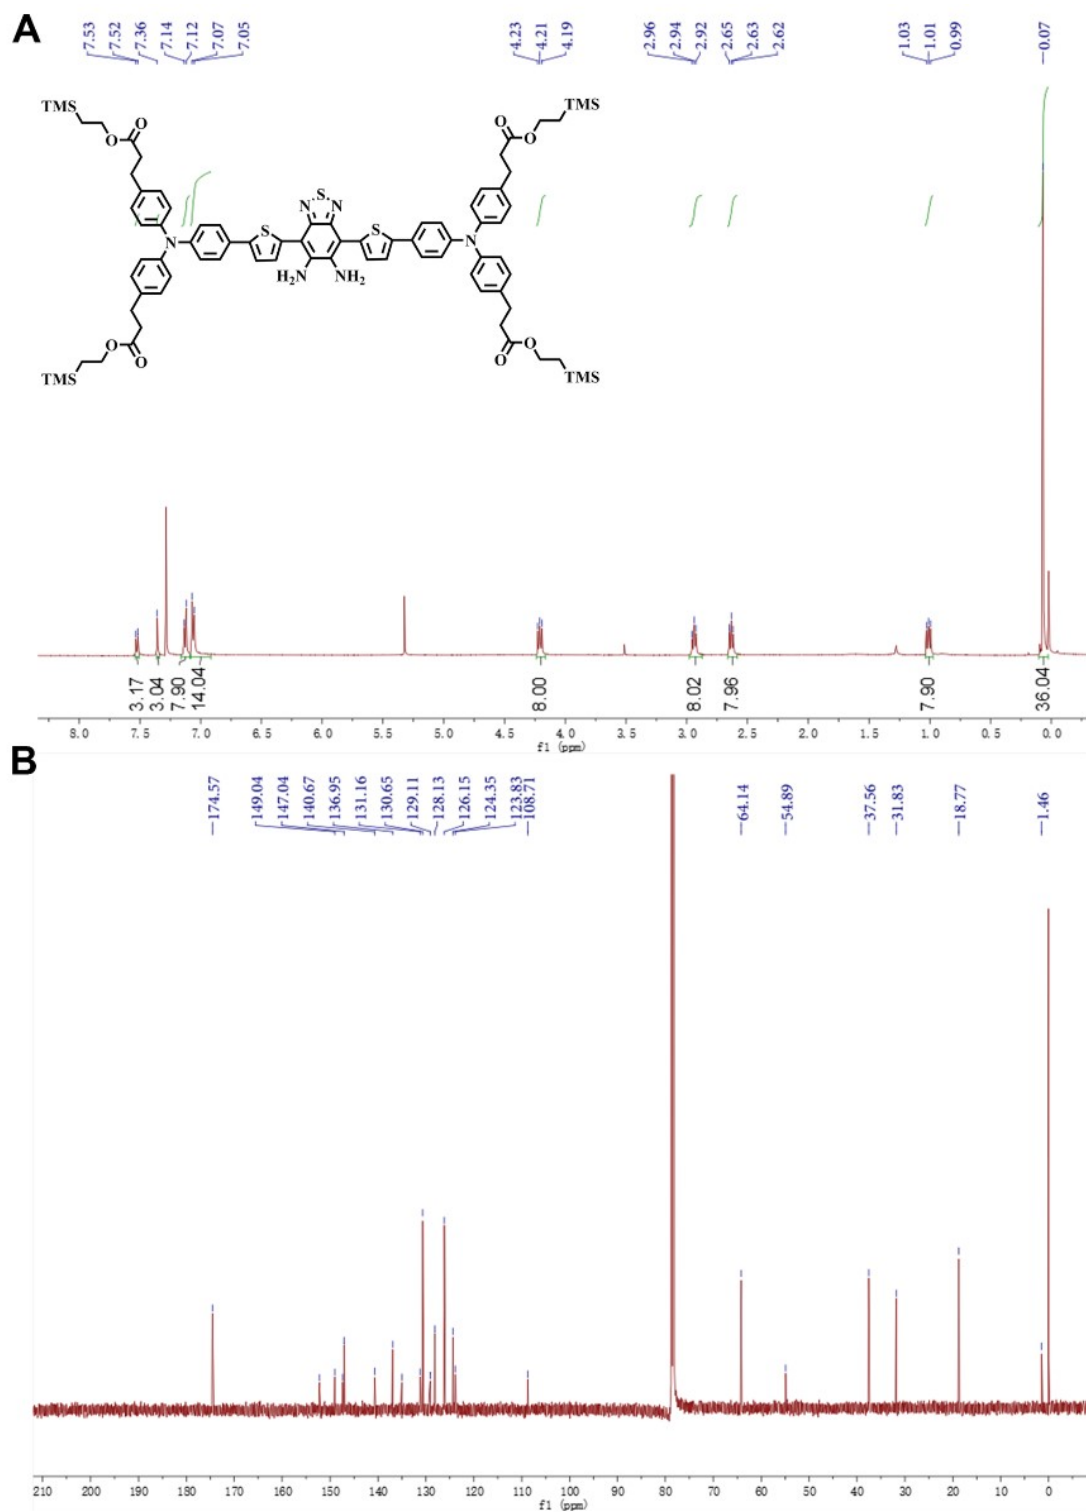 A
7.53
7.52
7.36
7.14
7.12
7.07
7.05
4.23
4.21
4.19
2.96
2.94
2.92
2.65
2.63
2.62
1.03
1.01
0.99
0.07
TMS
TMS
O
O
O
O
N
S
N
S
S
N
N
H₂N
NH₂
O
O
O
O
TMS
TMS
3.17
3.04
7.90
14.04
8.00
8.02
7.96
7.90
36.04
8.0 7.5 7.0 6.5 6.0 5.5 5.0 4.5 4.0 3.5 3.0 2.5 2.0 1.5 1.0 0.5 0.0
f1 (ppm)
B
174.57
149.04
147.04
140.67
136.95
131.16
130.65
129.11
128.13
126.15
124.35
123.83
108.71
64.14
54.89
37.56
31.83
18.77
1.46
210 200 190 180 170 160 150 140 130 120 110 100 90 80 70 60 50 40 30 20 10 0
f1 (ppm)